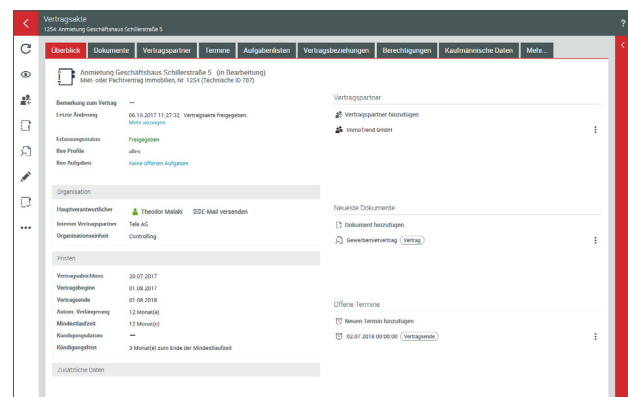 Vertragsakte
1254: Anmietung Geschäftshaus Schillerstraße 5
?
Überblick Dokumente Vertragspartner Termine Aufgabenlisten Vertragsbeziehungen Berechtigungen Kaufmännische Daten Mehr...
Anmietung Geschäftshaus Schillerstraße 5 (in Bearbeitung)
Miet- oder Pachtvertrag Immobilien, Nr. 1254 (Technische ID 787)
Bemerkung zum Vertrag —
Letzte Änderung 06.10.2017 11:27:32 Vertragsakte freigegeben.
Mehr anzeigen
Erfassungsstatus Freigegeben
Ihre Profile alles
Ihre Aufgaben Keine offenen Aufgaben
Organisation
Hauptverantwortlicher Theodor Malaki E-Mail versenden
Interner Vertragspartner Tele AG
Organisationseinheit Controlling
Fristen
Vertragsabschluss 20.07.2017
Vertragsbeginn 01.08.2017
Vertragsende 01.08.2018
Autom. Verlängerung 12 Monat(e)
Mindestlaufzeit 12 Monat(e)
Kündigungsdatum —
Kündigungsfrist 3 Monat(e) zum Ende der Mindestlaufzeit
Zusätzliche Daten
Vertragspartner
Vertragspartner hinzufügen
ImmoTrend GmbH
Neueste Dokumente
Dokument hinzufügen
Gewerbemietvertrag Vertrag
Offene Termine
Neuen Termin hinzufügen
02.07.2018 00:00:00 Vertragsende